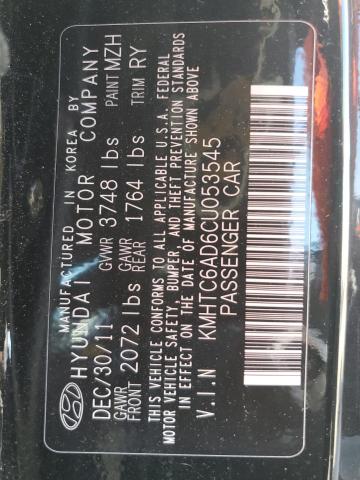 MANUFACTURED IN KOREA BY
HYUNDAI MOTOR COMPANY
DEC/30/11 GVWR 3748 lbs PAINT MZH
GAWR FRONT 2072 lbs GAWR REAR 1764 lbs TRIM RY
THIS VEHICLE CONFORMS TO ALL APPLICABLE U.S.A. FEDERAL
MOTOR VEHICLE SAFETY, BUMPER, AND THEFT PREVENTION STANDARDS
IN EFFECT ON THE DATE OF MANUFACTURE SHOWN ABOVE
V.I.N KMHTC6AD6CU053545
PASSENGER CAR